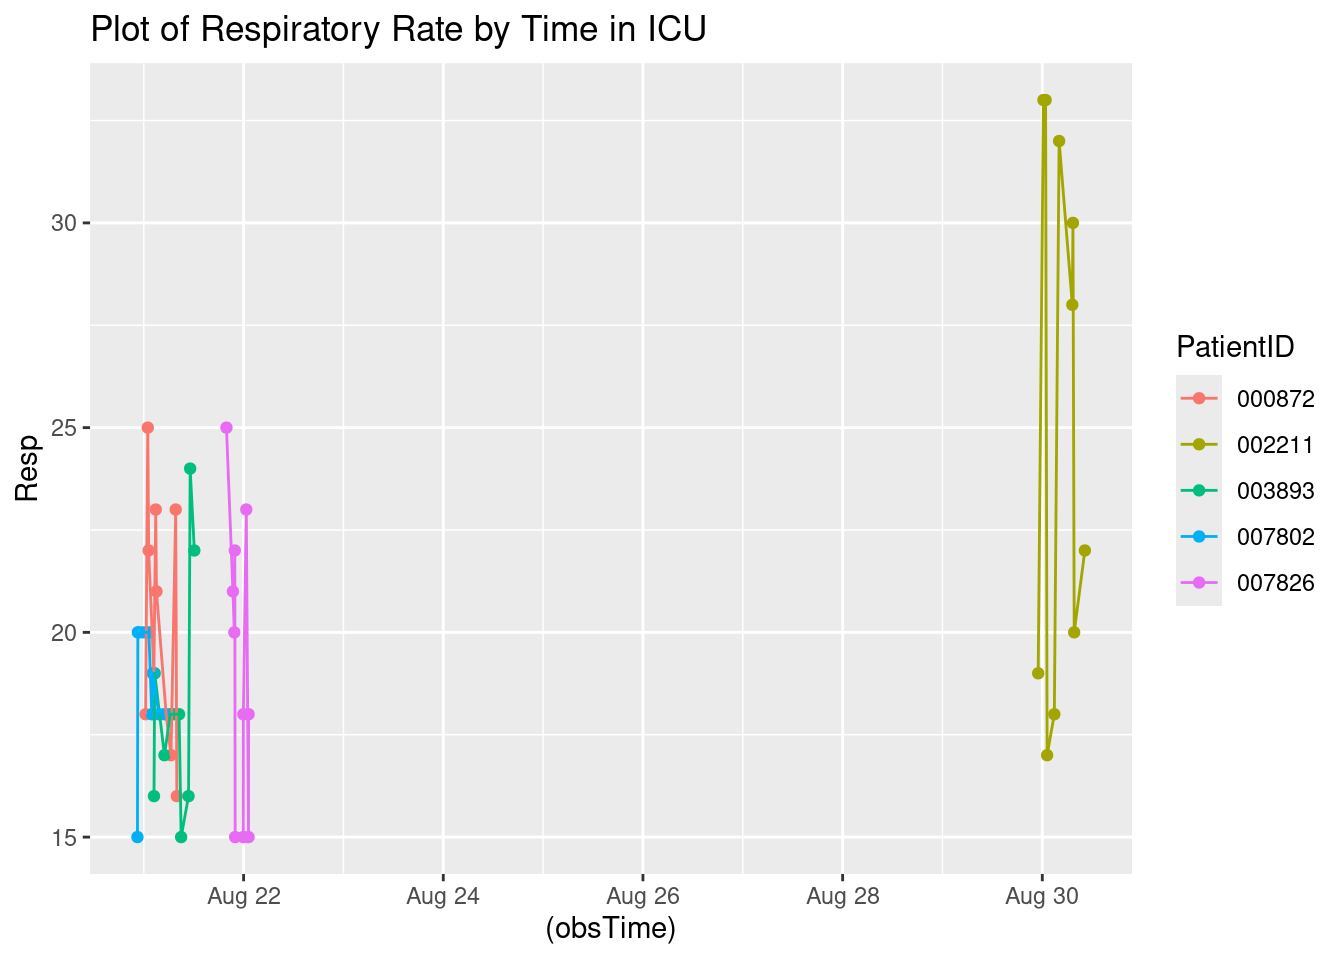 Plot of Respiratory Rate by Time in ICU
Resp
30
25
20
15
Aug 22 Aug 24 Aug 26 Aug 28 Aug 30
(obsTime)
PatientID
000872
002211
003893
007802
007826